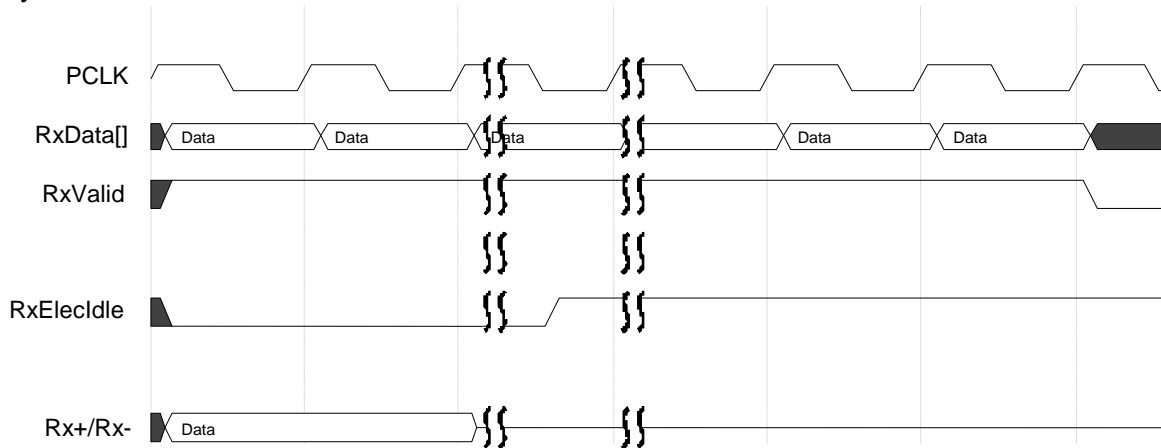 PCLK
RxData[] Data Data Data Data Data
RxValid
RxElecIdle
Rx+/Rx- Data